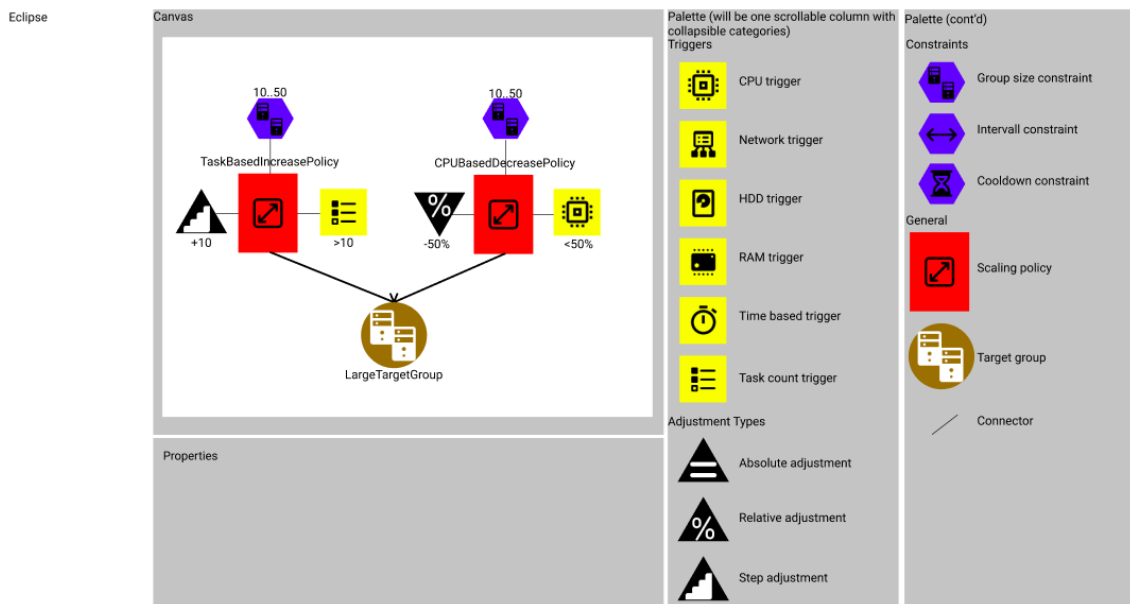 Eclipse
Canvas
10..50
10..50
TaskBasedIncreasePolicy
CPUBasedDecreasePolicy
%
+10
>10
-50%
<50%
LargeTargetGroup
Properties
Palette (will be one scrollable column with
collapsible categories)
Triggers
CPU trigger
Network trigger
HDD trigger
RAM trigger
Time based trigger
Task count trigger
Adjustment Types
Absolute adjustment
%
Relative adjustment
Step adjustment
Palette (cont'd)
Constraints
Group size constraint
Intervall constraint
Cooldown constraint
General
Scaling policy
Target group
Connector